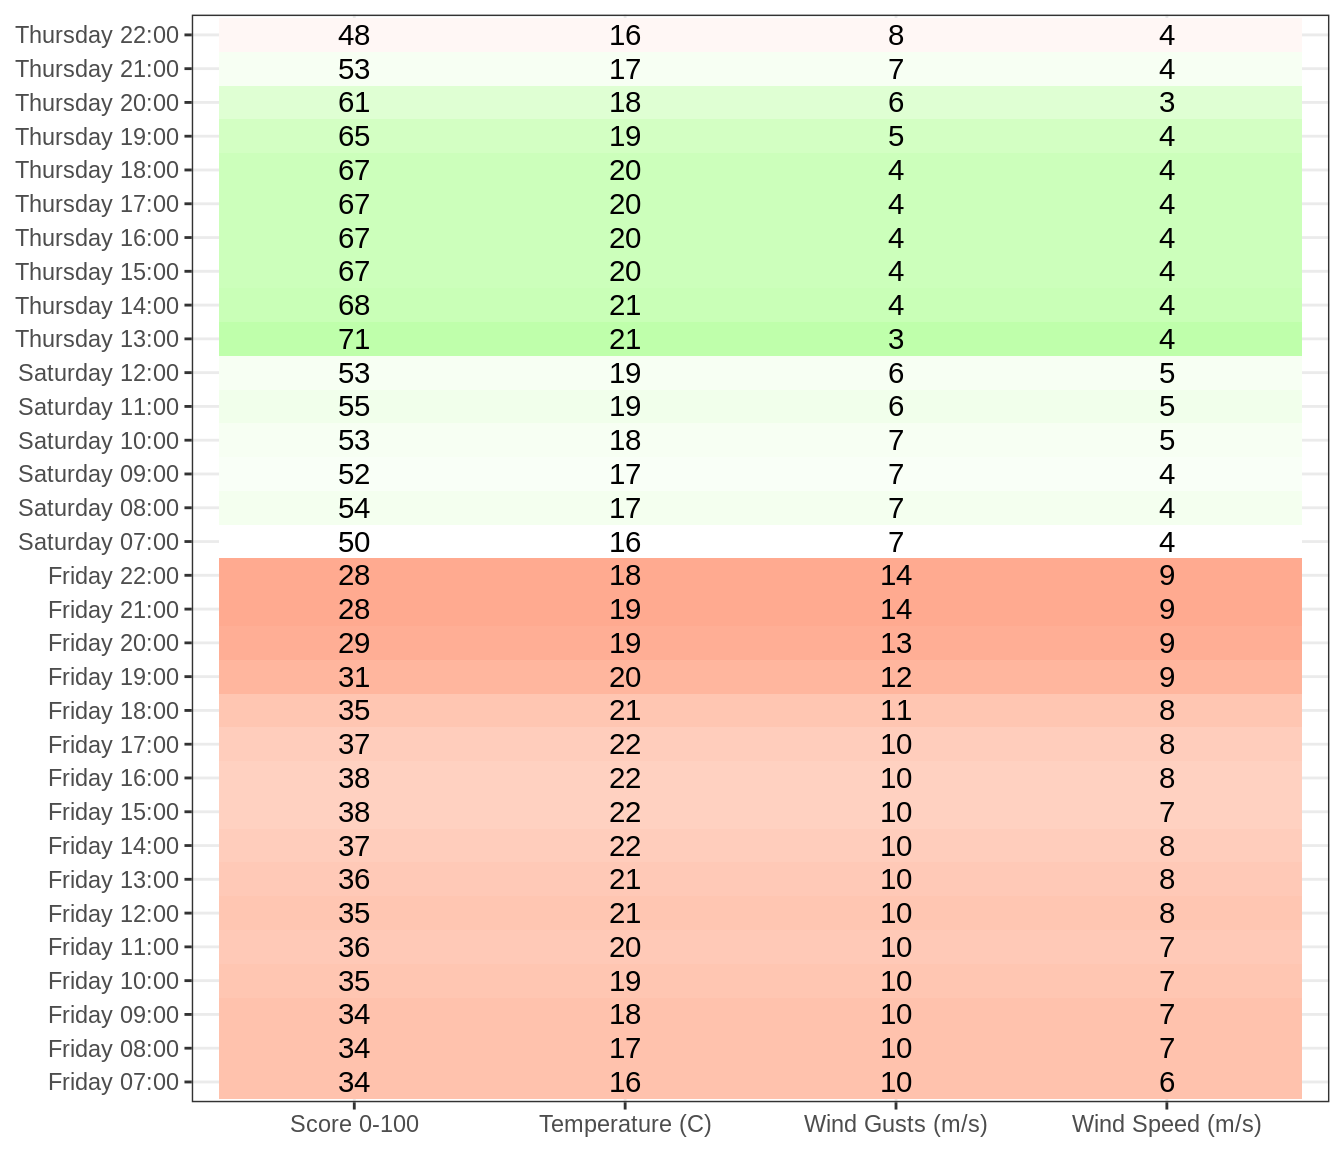 Thursday 22:00 48 16 8 4
Thursday 21:00 53 17 7 4
Thursday 20:00 61 18 6 3
Thursday 19:00 65 19 5 4
Thursday 18:00 67 20 4 4
Thursday 17:00 67 20 4 4
Thursday 16:00 67 20 4 4
Thursday 15:00 67 20 4 4
Thursday 14:00 68 21 4 4
Thursday 13:00 71 21 3 4
Saturday 12:00 53 19 6 5
Saturday 11:00 55 19 6 5
Saturday 10:00 53 18 7 5
Saturday 09:00 52 17 7 4
Saturday 08:00 54 17 7 4
Saturday 07:00 50 16 7 4
Friday 22:00 28 18 14 9
Friday 21:00 28 19 14 9
Friday 20:00 29 19 13 9
Friday 19:00 31 20 12 9
Friday 18:00 35 21 11 8
Friday 17:00 37 22 10 8
Friday 16:00 38 22 10 8
Friday 15:00 38 22 10 7
Friday 14:00 37 22 10 8
Friday 13:00 36 21 10 8
Friday 12:00 35 21 10 8
Friday 11:00 36 20 10 7
Friday 10:00 35 19 10 7
Friday 09:00 34 18 10 7
Friday 08:00 34 17 10 7
Friday 07:00 34 16 10 6
Score 0-100 Temperature (C) Wind Gusts (m/s) Wind Speed (m/s)